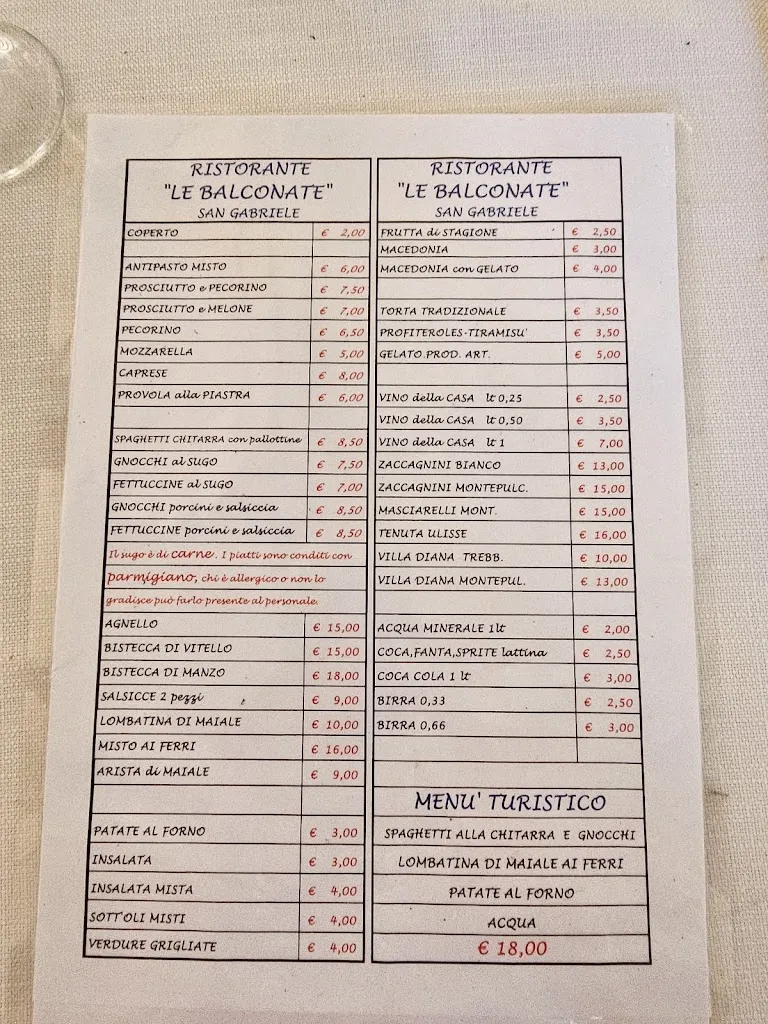 RISTORANTE
"LE BALCONATE"
SAN GABRIELE
COPERTO € 2,00
ANTIPASTO MISTO € 6,00
PROSCIUTTO e PECORINO € 7,50
PROSCIUTTO e MELONE € 7,00
PECORINO € 6,50
MOZZARELLA € 5,00
CAPRESE € 8,00
PROVOLA alla PIASTRA € 6,00
SPAGHETTI CHITARRA con pallottine € 8,50
GNOCCHI al SUGO € 7,50
FETTUCCINE al SUGO € 7,00
GNOCCHI porcini e salsiccia € 8,50
FETTUCCINE porcini e salsiccia € 8,50
Il sugo è di carne. I piatti sono conditi con
parmigiano, chi è allergico o non lo
gradisce può farlo presente al personale.
AGNELLO € 15,00
BISTECCA DI VITELLO € 15,00
BISTECCA DI MANZO € 18,00
SALSICCE 2 pezzi € 9,00
LOMBATINA DI MAIALE € 10,00
MISTO AI FERRI € 16,00
ARISTA di MAIALE € 9,00
PATATE AL FORNO € 3,00
INSALATA € 3,00
INSALATA MISTA € 4,00
SOTT'OLI MISTI € 4,00
VERDURE GRIGLIATE € 4,00
RISTORANTE
"LE BALCONATE"
SAN GABRIELE
FRUTTA di STAGIONE € 2,50
MACEDONIA € 3,00
MACEDONIA con GELATO € 4,00
TORTA TRADIZIONALE € 3,50
PROFITEROLES-TIRAMISU' € 3,50
GELATO PROD. ART. € 5,00
VINO della CASA lt 0,25 € 2,50
VINO della CASA lt 0,50 € 3,50
VINO della CASA lt 1 € 7,00
ZACCAGNINI BIANCO € 13,00
ZACCAGNINI MONTEPULC. € 15,00
MASCIARELLI MONT. € 15,00
TENUTA ULISSE € 16,00
VILLA DIANA TREBB. € 10,00
VILLA DIANA MONTEPUL. € 13,00
ACQUA MINERALE 1lt € 2,00
COCA,FANTA,SPRITE lattina € 2,50
COCA COLA 1 lt € 3,00
BIRRA 0,33 € 2,50
BIRRA 0,66 € 3,00
MENU' TURISTICO
SPAGHETTI ALLA CHITARRA E GNOCCHI
LOMBATINA DI MAIALE AI FERRI
PATATE AL FORNO
ACQUA
€ 18,00